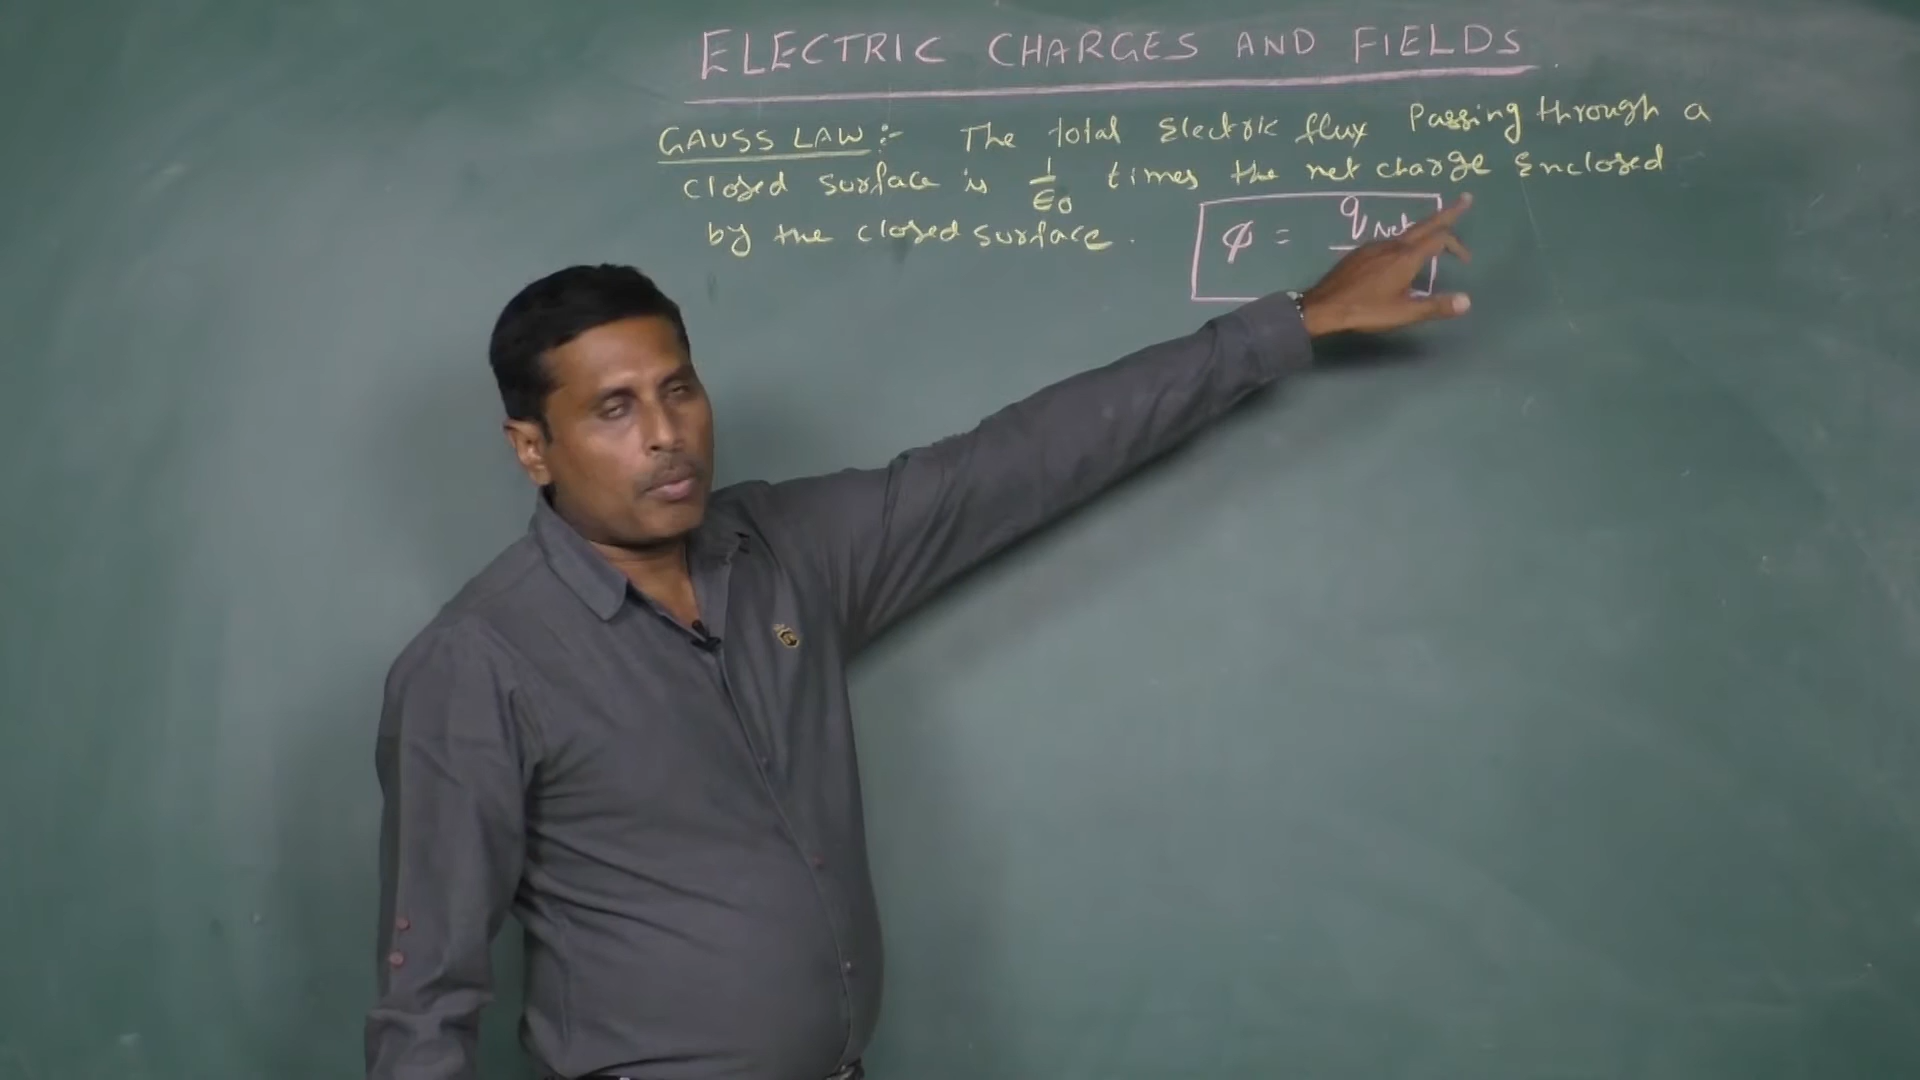 ELECTRIC CHARGES AND FIELDS.
GAUSS LAW :- The total Electric flux Passing through a
closed surface is 1/ϵ0 times the net charge Enclosed
by the closed surface.
φ = qNet